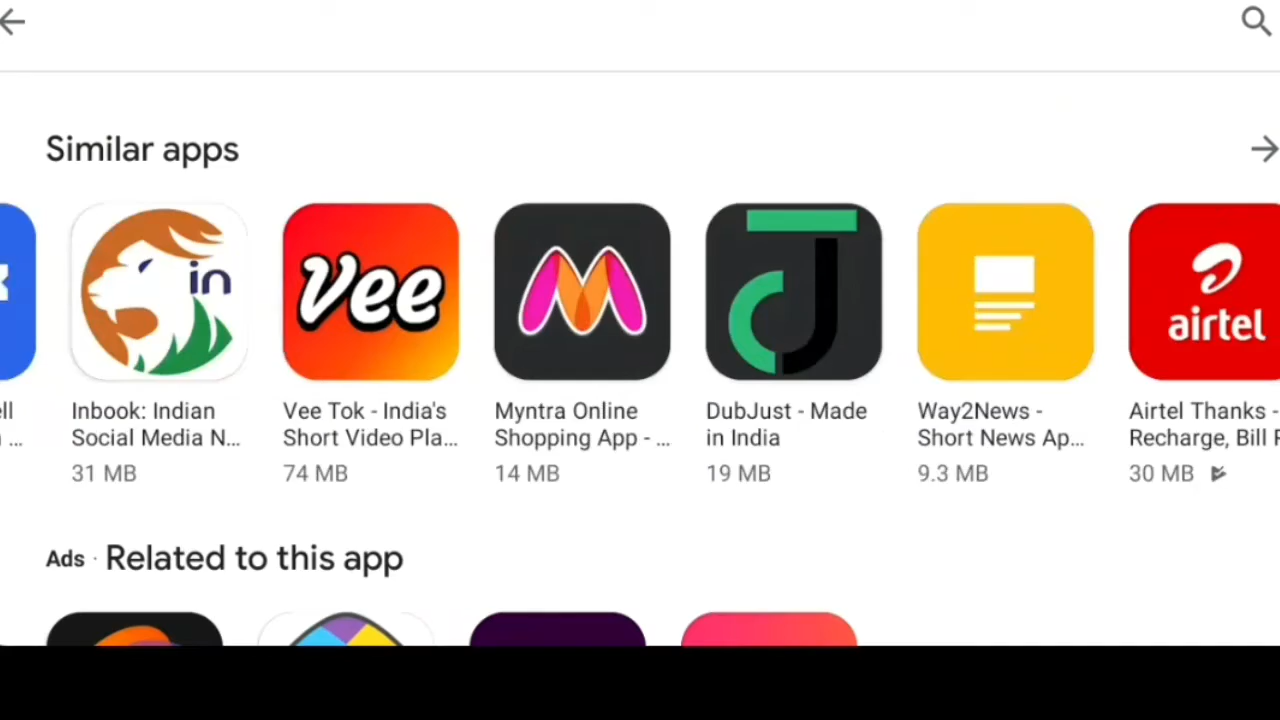 Similar apps
in
Vee
airtel
ell
Inbook: Indian
Social Media N...
31 MB
Vee Tok - India's
Short Video Pla...
74 MB
Myntra Online
Shopping App - ...
14 MB
DubJust - Made
in India
19 MB
Way2News -
Short News Ap...
9.3 MB
Airtel Thanks -
Recharge, Bill
30 MB
Ads · Related to this app